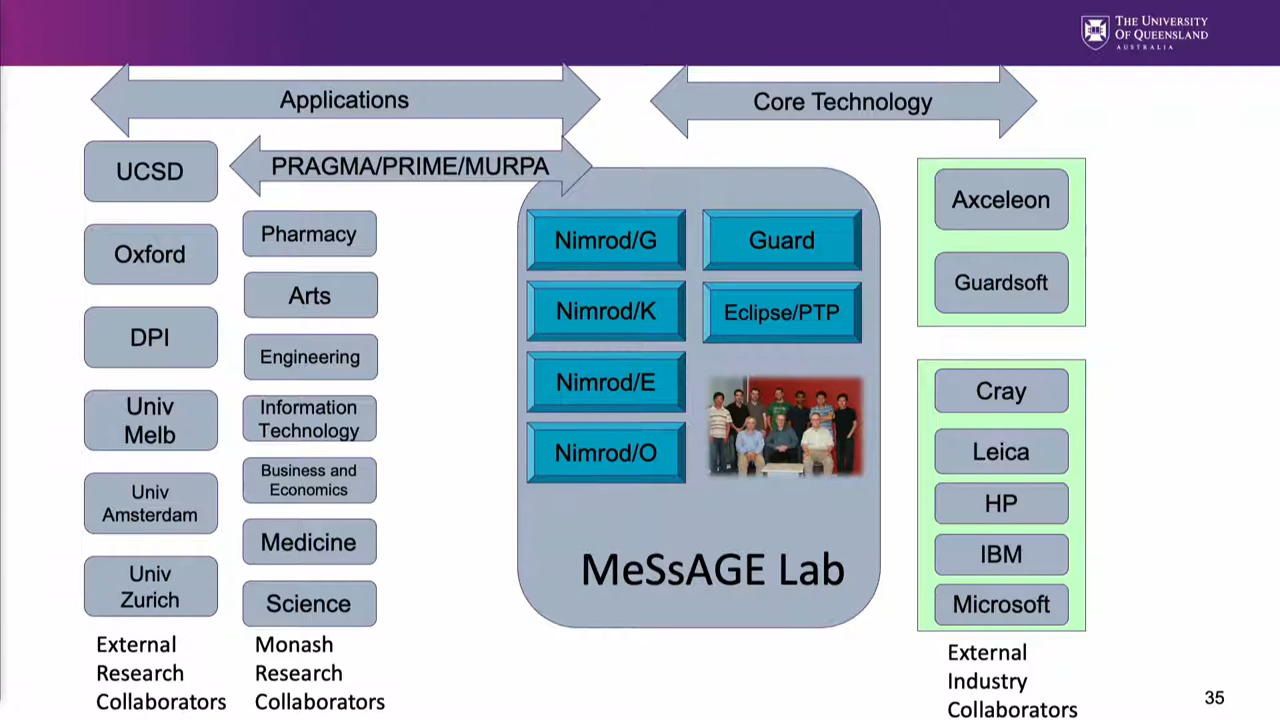 THE UNIVERSITY
OF QUEENSLAND
AUSTRALIA
Applications
Core Technology
PRAGMA/PRIME/MURPA
UCSD
Oxford
DPI
Univ
Melb
Univ
Amsterdam
Univ
Zurich
External
Research
Collaborators
Pharmacy
Arts
Engineering
Information
Technology
Business and
Economics
Medicine
Science
Monash
Research
Collaborators
Nimrod/G
Nimrod/K
Nimrod/E
Nimrod/O
Guard
Eclipse/PTP
MeSsAGE Lab
Axceleon
Guardsoft
Cray
Leica
HP
IBM
Microsoft
External
Industry
Collaborators
35